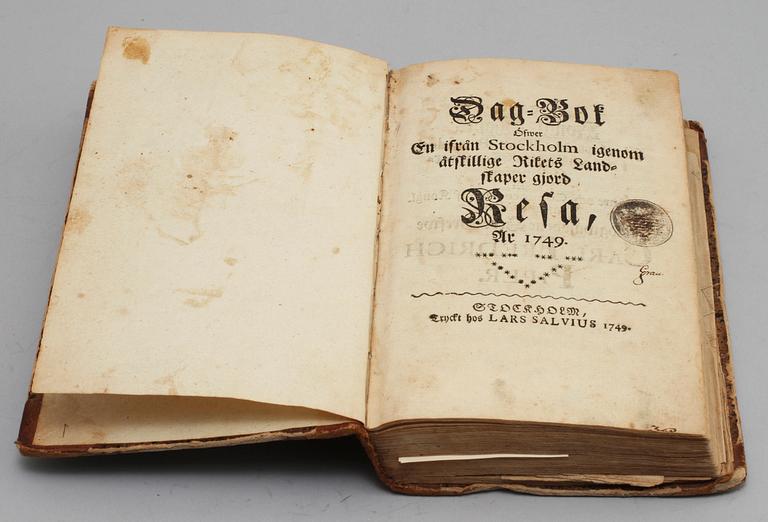 Dag-Bok
Öfwer
En ifrån Stockholm igenom
åtskillige Rikets Land-
skaper gjord
Resa,
År 1749.
STOCKHOLM,
Tryckt hos LARS SALVIUS 1749.